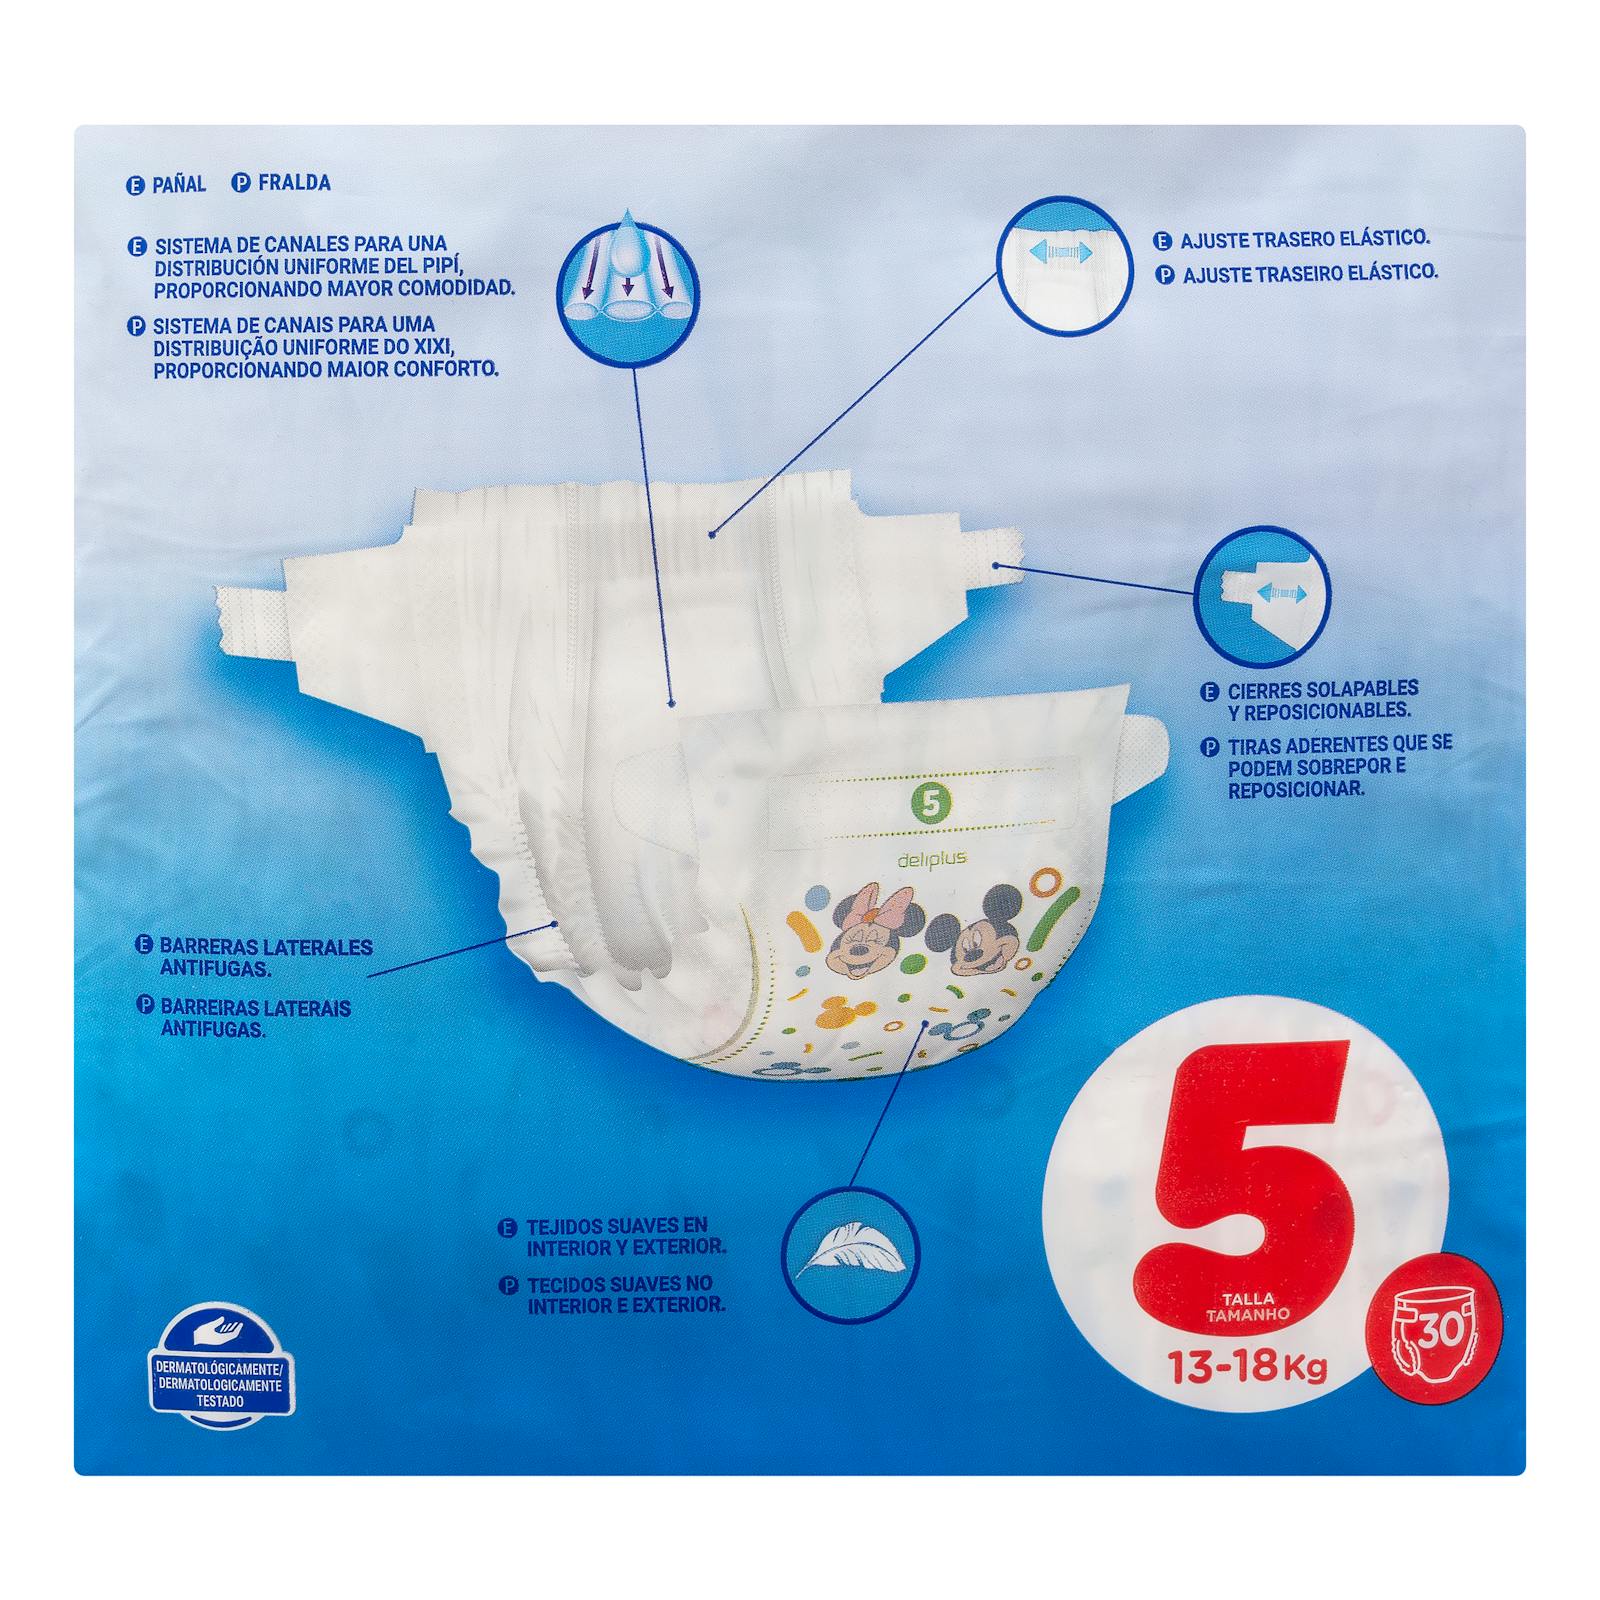 E PAÑAL P FRALDA
E SISTEMA DE CANALES PARA UNA
DISTRIBUCIÓN UNIFORME DEL PIPÍ,
PROPORCIONANDO MAYOR COMODIDAD.
P SISTEMA DE CANAIS PARA UMA
DISTRIBUIÇÃO UNIFORME DO XIXI,
PROPORCIONANDO MAIOR CONFORTO.
E AJUSTE TRASERO ELÁSTICO.
P AJUSTE TRASEIRO ELÁSTICO.
E CIERRES SOLAPABLES
Y REPOSICIONABLES.
P TIRAS ADERENTES QUE SE
PODEM SOBREPOR E
REPOSICIONAR.
5
deliplus
E BARRERAS LATERALES
ANTIFUGAS.
P BARREIRAS LATERAIS
ANTIFUGAS.
E TEJIDOS SUAVES EN
INTERIOR Y EXTERIOR.
P TECIDOS SUAVES NO
INTERIOR E EXTERIOR.
DERMATOLÓGICAMENTE/
DERMATOLOGICAMENTE
TESTADO
5
TALLA
TAMANHO
13-18Kg
30